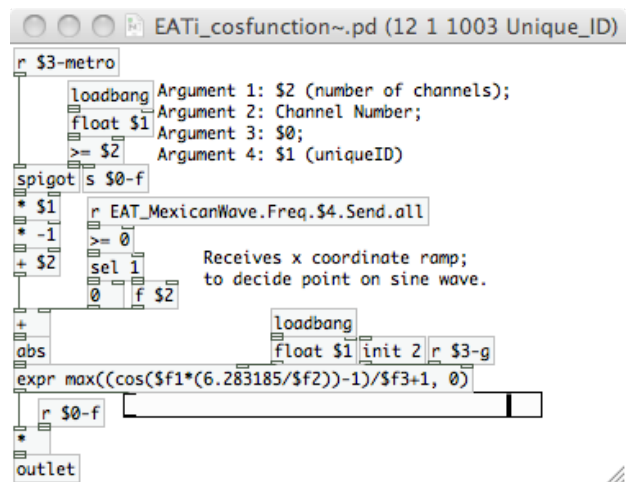 EATi_cosfunction~.pd (12 1 1003 Unique_ID)
r $3-metro
loadbang
Argument 1: $2 (number of channels);
Argument 2: Channel Number;
float $1
Argument 3: $0;
>= $2
Argument 4: $1 (uniqueID)
spigot s $0-f
* $1
r EAT_MexicanWave.Freq.$4.Send.all
* -1
>= 0
+ $2
Receives x coordinate ramp;
sel 1
to decide point on sine wave.
0 f $2
+
loadbang
abs
float $1 init 2 r $3-g
expr max((cos($f1*(6.283185/$f2))-1)/$f3+1, 0)
r $0-f
*
outlet